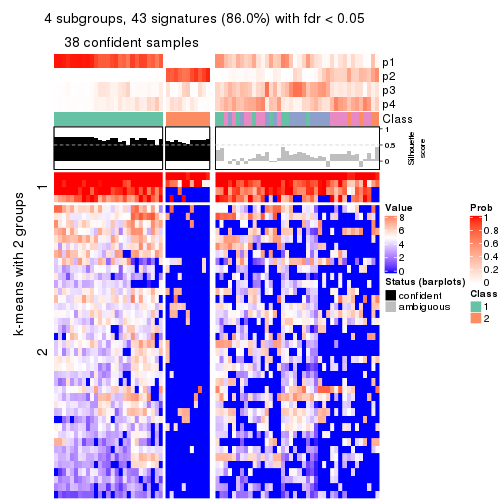 4 subgroups, 43 signatures (86.0%) with fdr < 0.05
38 confident samples
p1
p2
p3
p4
Class
1
0.5
0
Silhouette
score
k-means with 2 groups
1
2
Value
8
6
4
2
0
Prob
1
0.8
0.6
0.4
0.2
0
Status (barplots)
confident
ambiguous
Class
1
2